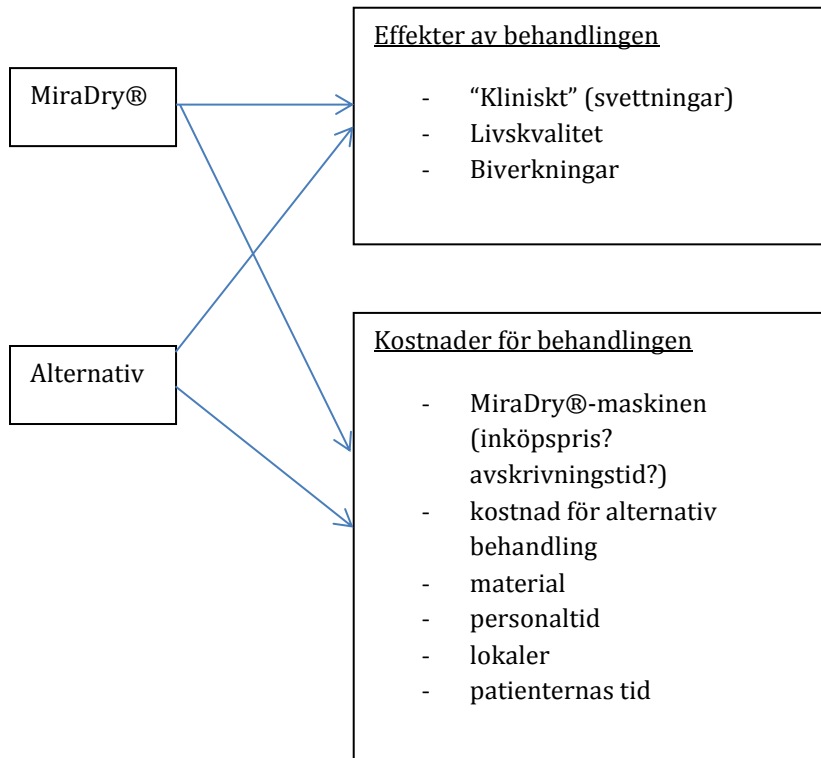 MiraDry®
Alternativ
Effekter av behandlingen
- “Kliniskt” (svettningar)
- Livskvalitet
- Biverkningar
Kostnader för behandlingen
- MiraDry®-maskinen
(inköpspris?
avskrivningstid?)
- kostnad för alternativ
behandling
- material
- personaltid
- lokaler
- patienternas tid